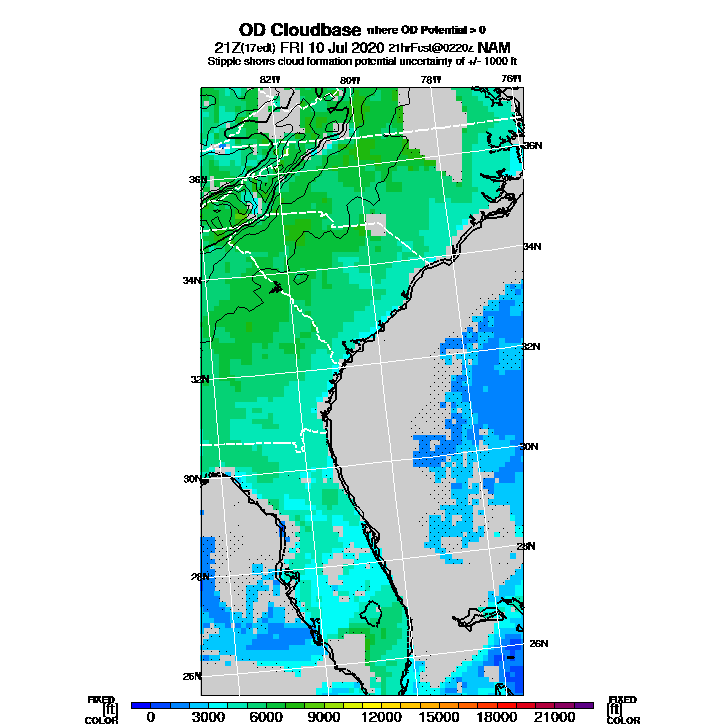 OD Cloudbase where OD Potential > 0
21Z(17edt) FRI 10 Jul 2020 21hrFcst@0220z NAM
Stipple shows cloud formation potential uncertainty of +/- 1000 ft
82W 80W 78W 76W
36N
36N
34N
34N
32N
32N
30N
30N
28N
28N
26N
26N
FIXED FIXED
[ft] [ft]
COLOR COLOR
0 3000 6000 9000 12000 15000 18000 21000